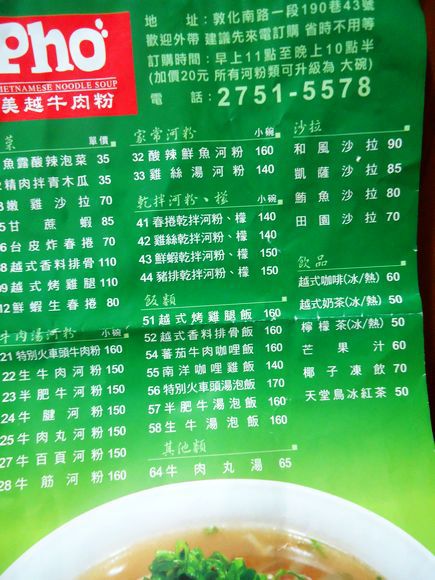 Pho
VIETNAMESE NOODLE SOUP
美越牛肉粉
地 址：敦化南路一段190巷43號
歡迎外帶 建議先來電訂購 省時不用等
訂購時間：早上11點至晚上10點半
(加價20元 所有河粉類可升級為 大碗)
電 話：2751-5578
菜 單價
魚露酸辣泡菜 35
精肉拌青木瓜 35
嫩雞沙拉 70
甘蔗蝦 85
台皮炸春捲 70
越式香料排骨 110
越式烤雞腿 110
鮮蝦生春捲 80
牛肉湯河粉 小碗
21 特別火車頭牛肉粉 160
22 生牛肉河粉 150
23 半肥牛河粉 150
24 牛腱河粉 150
25 牛肉丸河粉 150
27 牛百頁河粉 150
28 牛筋河粉 160
家常河粉 小碗
32 酸辣鮮魚河粉 160
33 雞絲湯河粉 140
乾拌河粉、檬 小碗
41 春捲乾拌河粉、檬 140
42 雞絲乾拌河粉、檬 140
43 鮮蝦乾拌河粉、檬 150
44 豬排乾拌河粉、檬 150
飯類
51 越式烤雞腿飯 160
52 越式香料排骨飯 160
54 蕃茄牛肉咖哩飯 160
55 南洋咖哩雞飯 140
56 特別火車頭湯泡飯 170
57 半肥牛湯泡飯 160
58 生牛湯泡飯 160
其他類
64 牛肉丸湯 65
沙拉
和風沙拉 90
凱薩沙拉 85
鮪魚沙拉 80
田園沙拉 70
飲品
越式咖啡(冰/熱) 60
越式奶茶(冰/熱) 50
檸檬茶(冰/熱) 50
芒果汁 60
椰子凍飲 50
天堂鳥冰紅茶 50